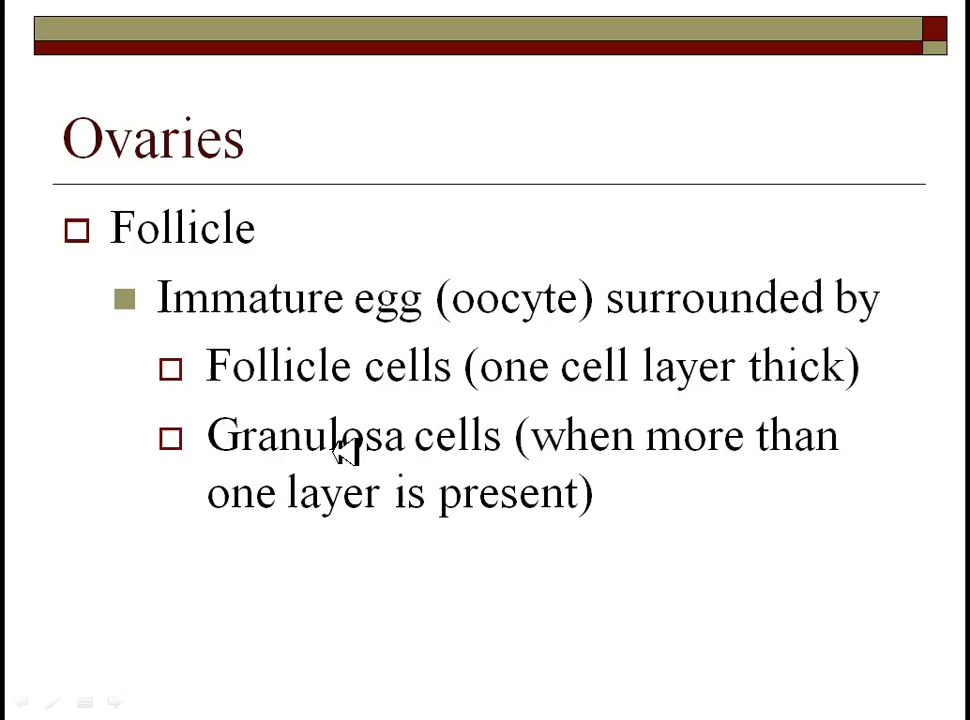 Ovaries
Follicle
Immature egg (oocyte) surrounded by
Follicle cells (one cell layer thick)
Granulosa cells (when more than
one layer is present)